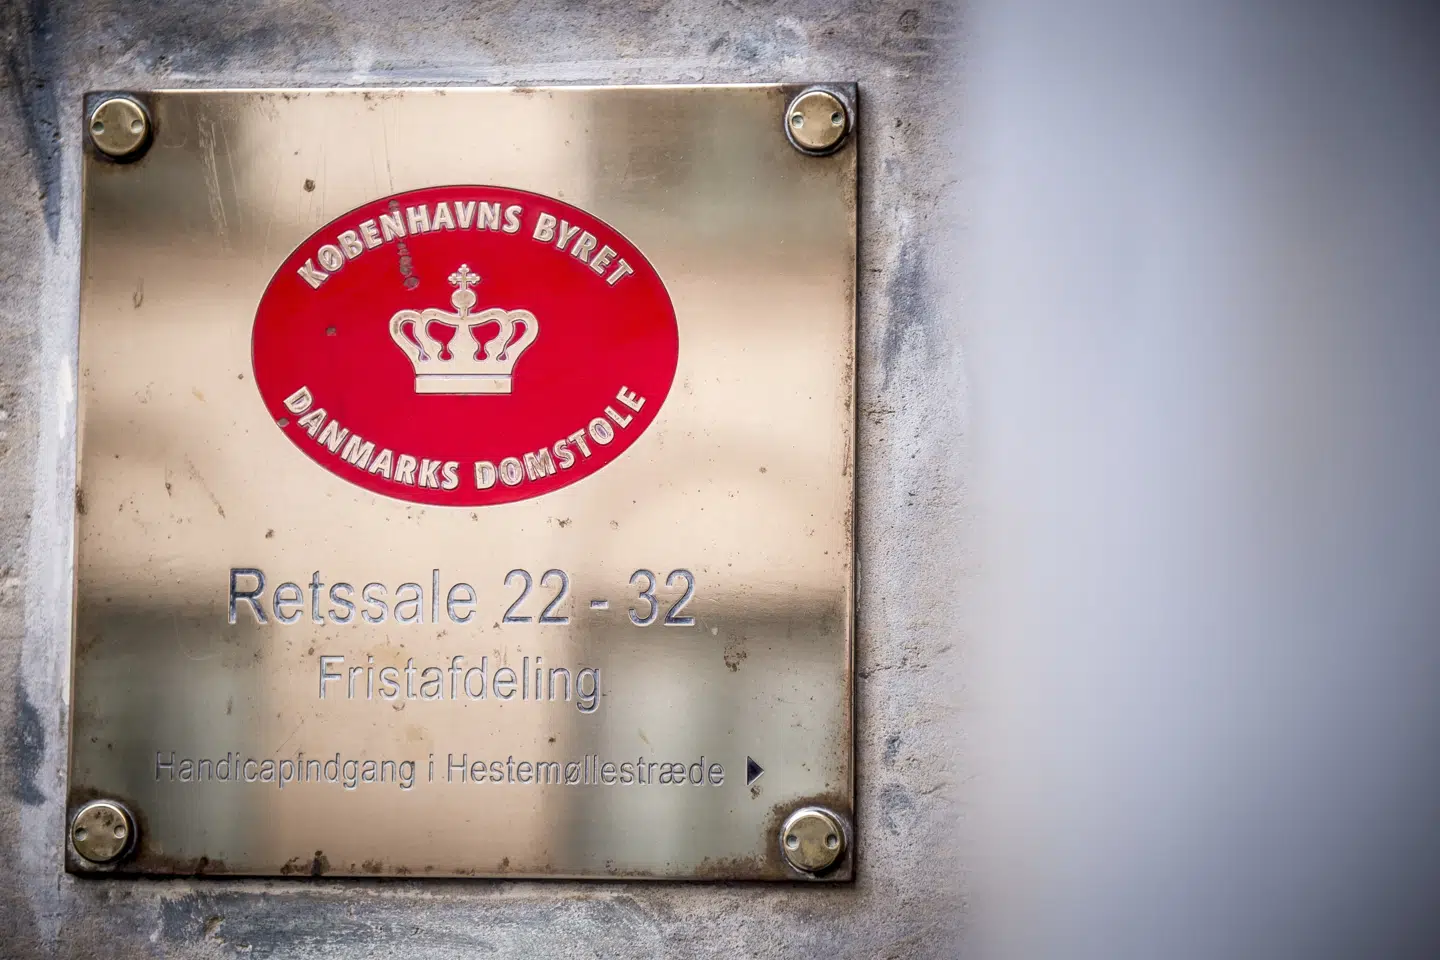 KØBENHAVNS BYRET
DANMARKS DOMSTOLE
Retssale 22 - 32
Fristafdeling
Handicapindgang i Hestemøllestræde